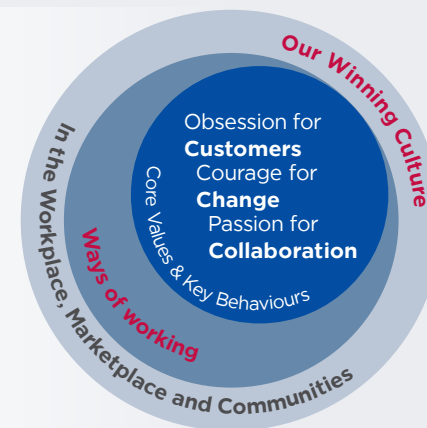 Our Winning Culture
Obsession for
Customers
Courage for
Change
Passion for
Collaboration
Core Values & Key Behaviours
Ways of working
In the Workplace, Marketplace and Communities